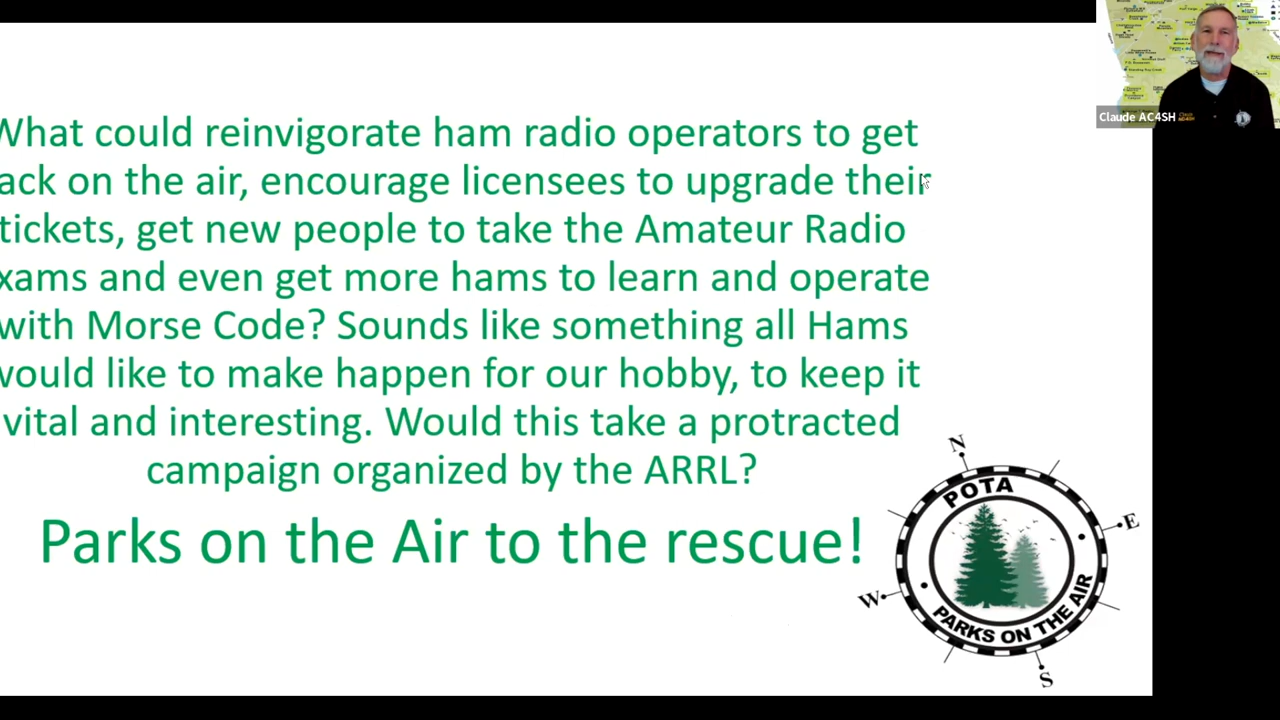 What could reinvigorate ham radio operators to get
ack on the air, encourage licensees to upgrade their
tickets, get new people to take the Amateur Radio
xams and even get more hams to learn and operate
with Morse Code? Sounds like something all Hams
would like to make happen for our hobby, to keep it
vital and interesting. Would this take a protracted
campaign organized by the ARRL?
Parks on the Air to the rescue!
N
POTA
E
W
PARKS ON THE AIR
S
Claude AC4SH